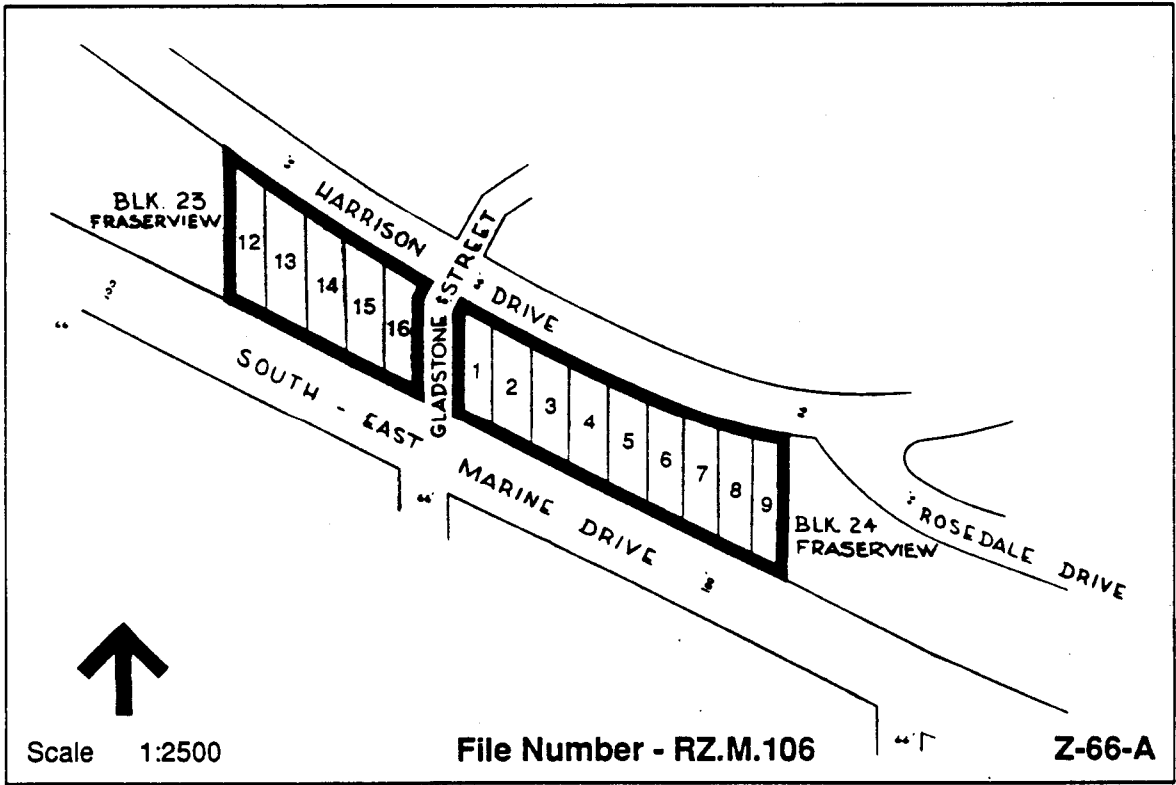 HARRISON DRIVE
BLK. 23
FRASERVIEW
GLADSTONE STREET
12
13
14
15
16
1
2
3
4
5
6
7
8
9
SOUTH - EAST MARINE DRIVE
BLK. 24
FRASERVIEW
ROSEDALE DRIVE
Scale 1:2500
File Number - RZ.M.106
Z-66-A